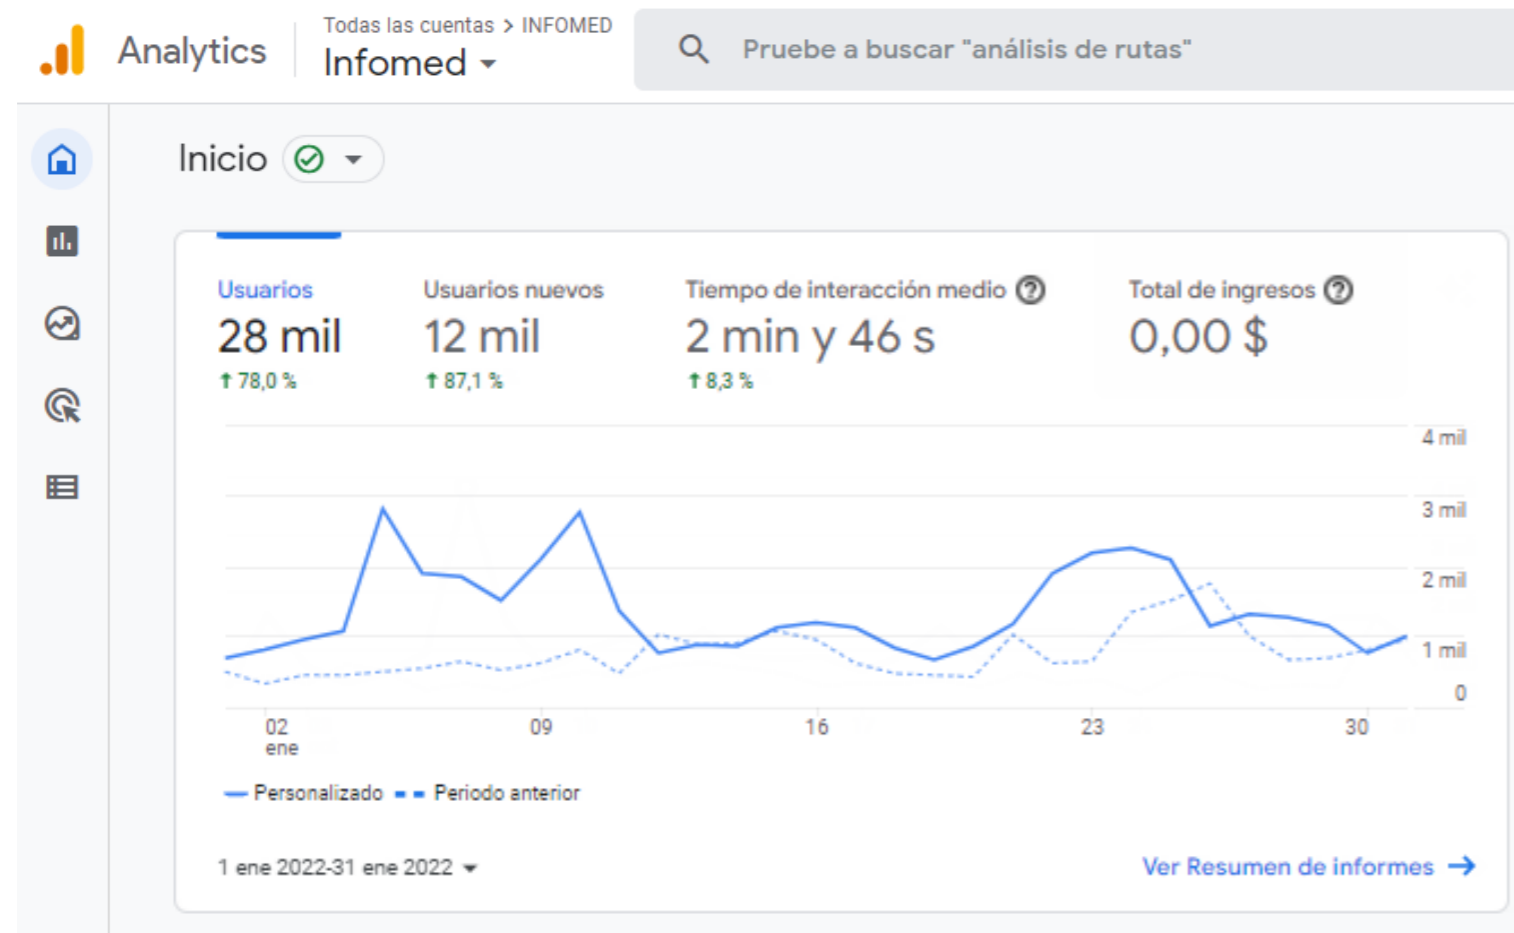 Analytics
Todas las cuentas > INFOMED
Infomed
Pruebe a buscar "análisis de rutas"
Inicio
Usuarios
28 mil
↑ 78,0 %
Usuarios nuevos
12 mil
↑ 87,1 %
Tiempo de interacción medio ?
2 min y 46 s
↑ 8,3 %
Total de ingresos ?
0,00 $
4 mil
3 mil
2 mil
1 mil
0
02
ene
09
16
23
30
Personalizado
Periodo anterior
1 ene 2022-31 ene 2022
Ver Resumen de informes →